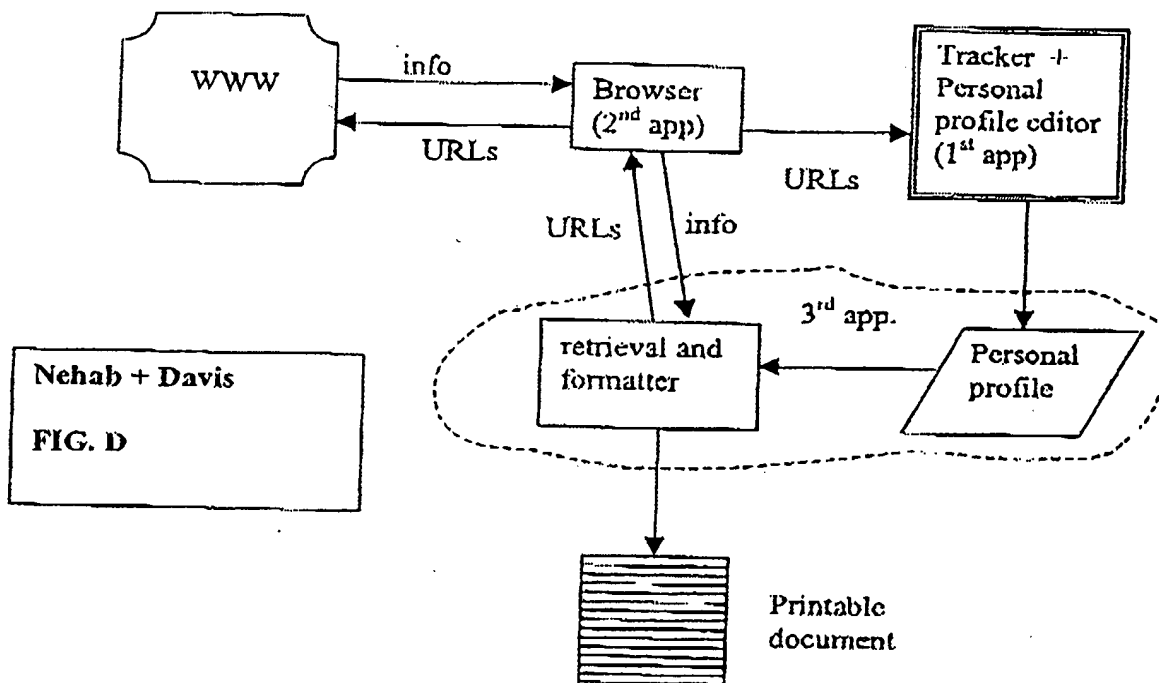 WWW
info
URLs
Browser
(2nd app)
URLs
Tracker +
Personal
profile editor
(1st app)
URLs
info
3rd app.
retrieval and
formatter
Personal
profile
Nehab + Davis
FIG. D
Printable
document